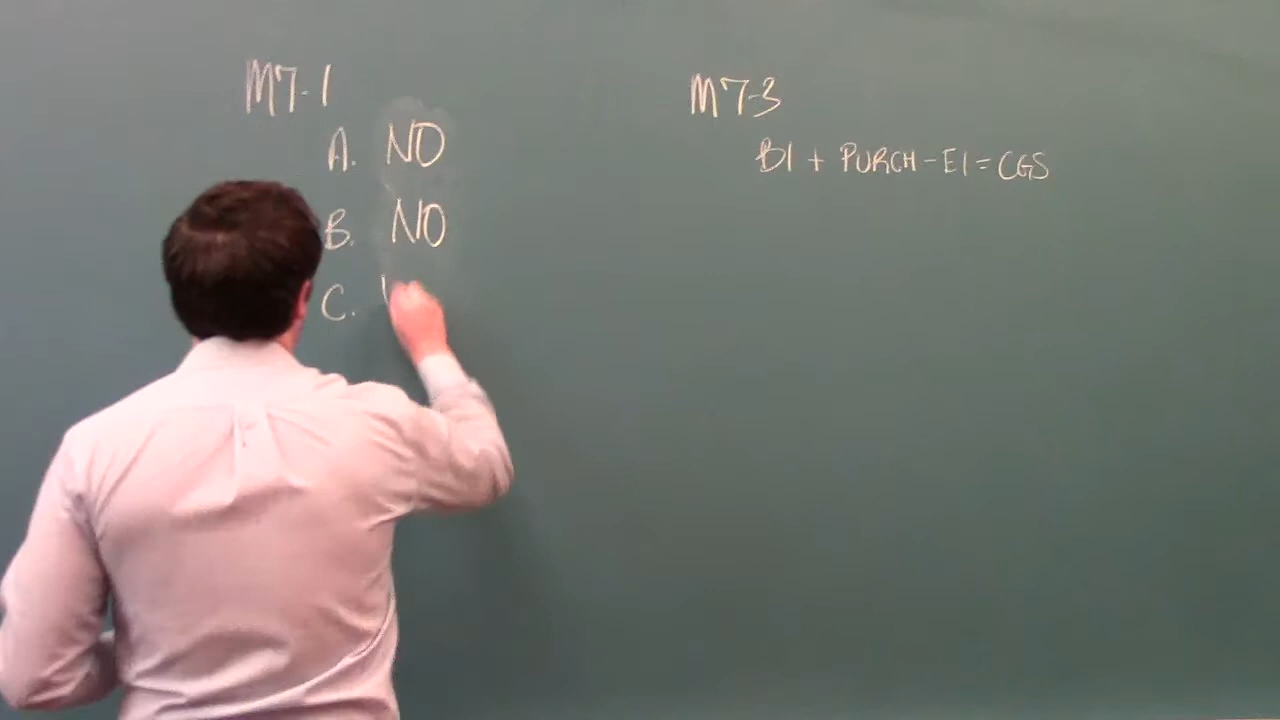 M7-1
A. NO
B. NO
C.
M7-3
BI + PURCH - EI = CGS